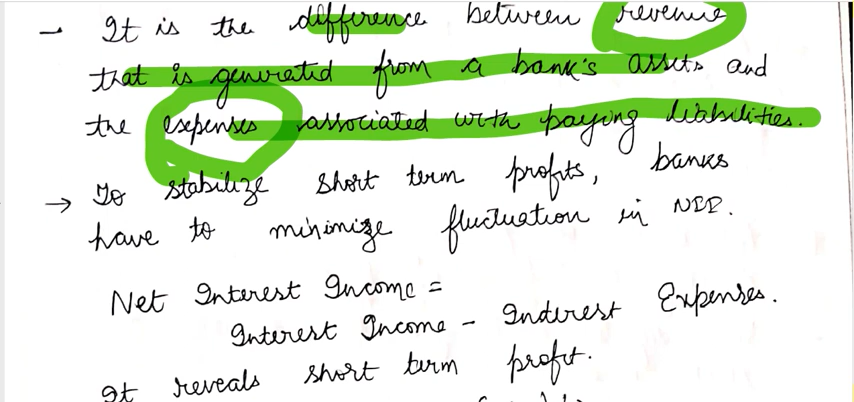 - It is the difference between revenue
that is generated from a bank's assets and
the expenses associated with paying liabilities.
→ To stabilize short term profits, banks
have to minimize fluctuation in NII.
Net Interest Income =
Interest Income - Interest Expenses.
It reveals short term profit.